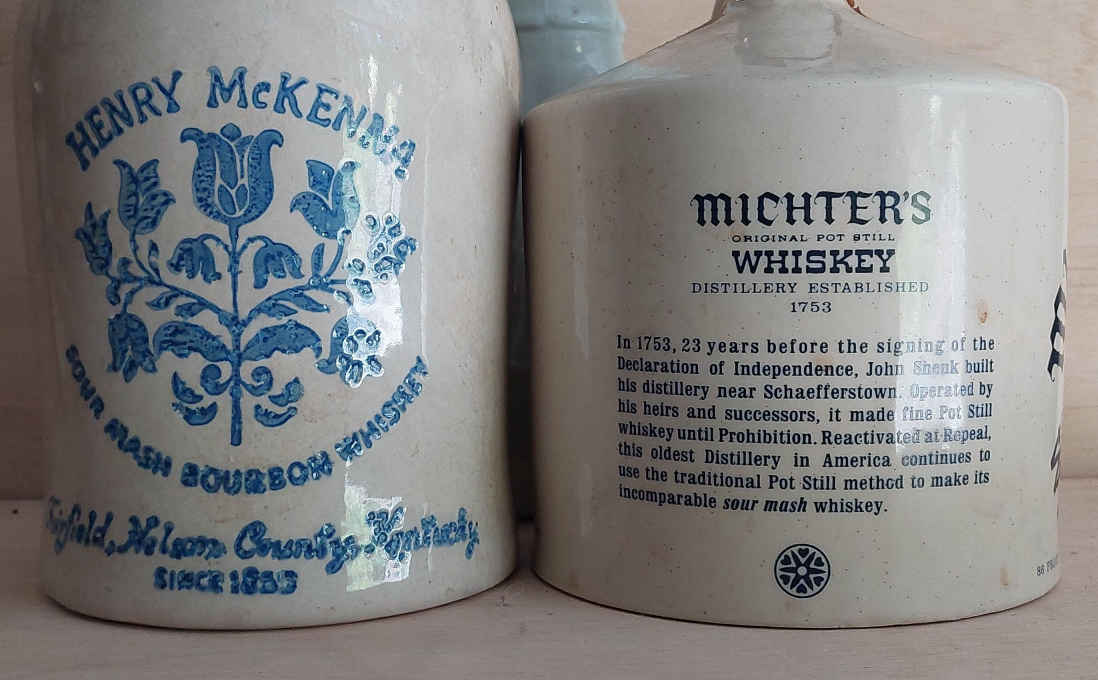 HENRY McKENNA
SOUR MASH BOURBON WHISKEY
Fairfield, Nelson County, Kentucky
SINCE 1855
MICHTER'S
ORIGINAL POT STILL
WHISKEY
DISTILLERY ESTABLISHED
1753
In 1753, 23 years before the signing of the
Declaration of Independence, John Shenk built
his distillery near Schaefferstown. Operated by
his heirs and successors, it made fine Pot Still
whiskey until Prohibition. Reactivated at Repeal,
this oldest Distillery in America continues to
use the traditional Pot Still method to make its
incomparable sour mash whiskey.
86